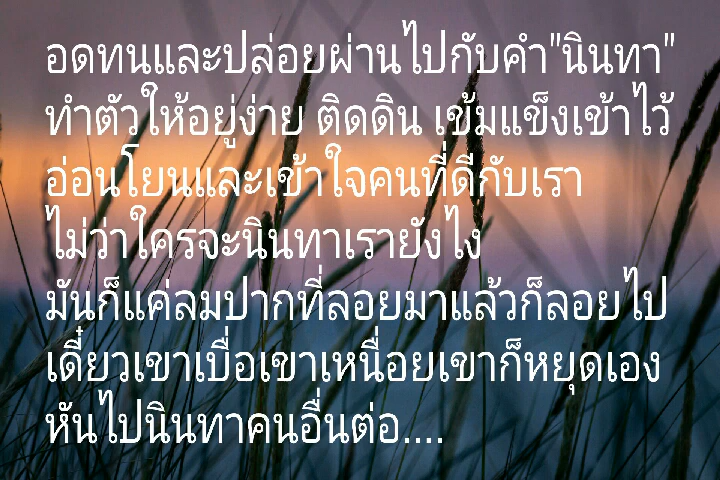 อดทนและปล่อยผ่านไปกับคำ"นินทา"
ทำตัวให้อยู่ง่าย ติดดิน เข้มแข็งเข้าไว้
อ่อนโยนและเข้าใจคนที่ดีกับเรา
ไม่ว่าใครจะนินทาเรายังไง
มันก็แค่ลมปากที่ลอยมาแล้วก็ลอยไป
เดี๋ยวเขาเบื่อเขาเหนื่อยเขาก็หยุดเอง
หันไปนินทาคนอื่นต่อ....